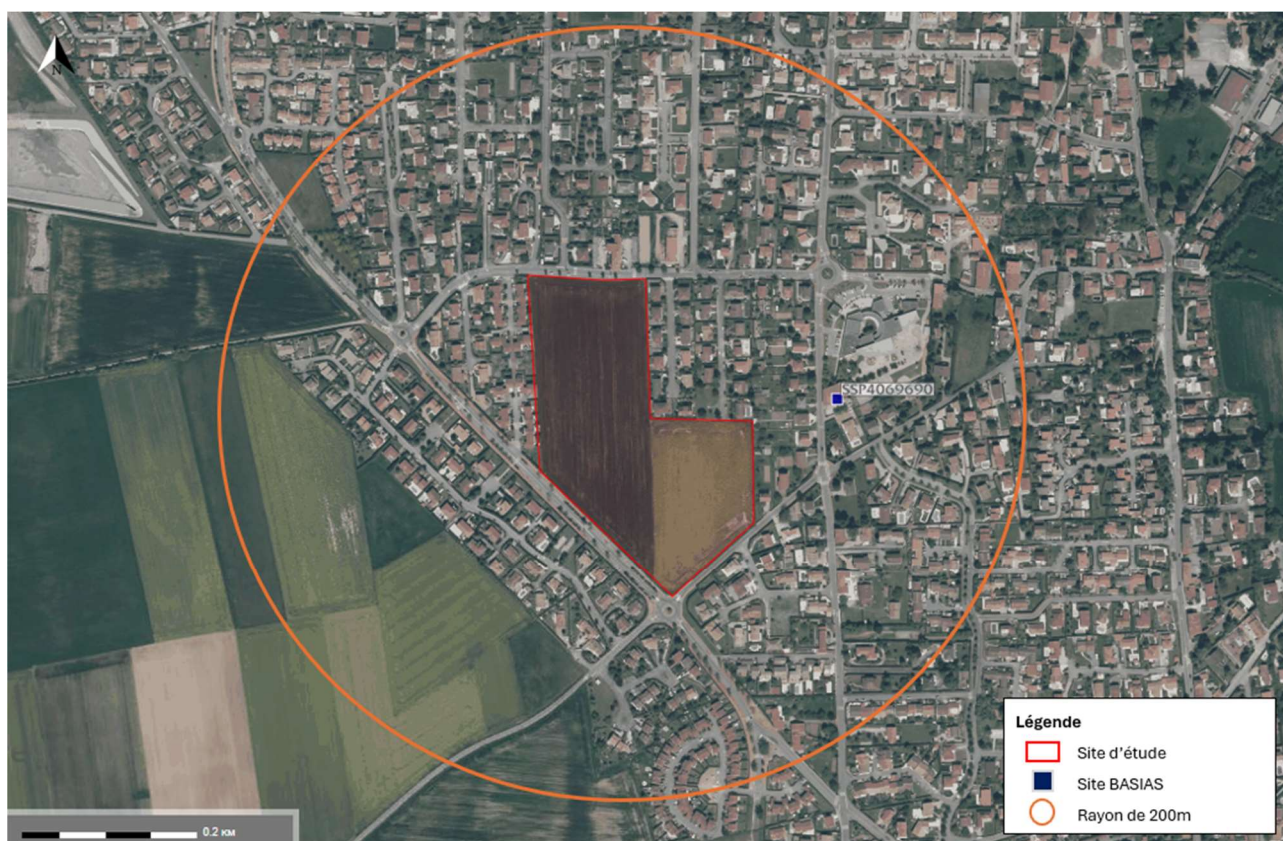 N
SSP4069690
Légende
Site d'étude
Site BASIAS
Rayon de 200m
0.2 км